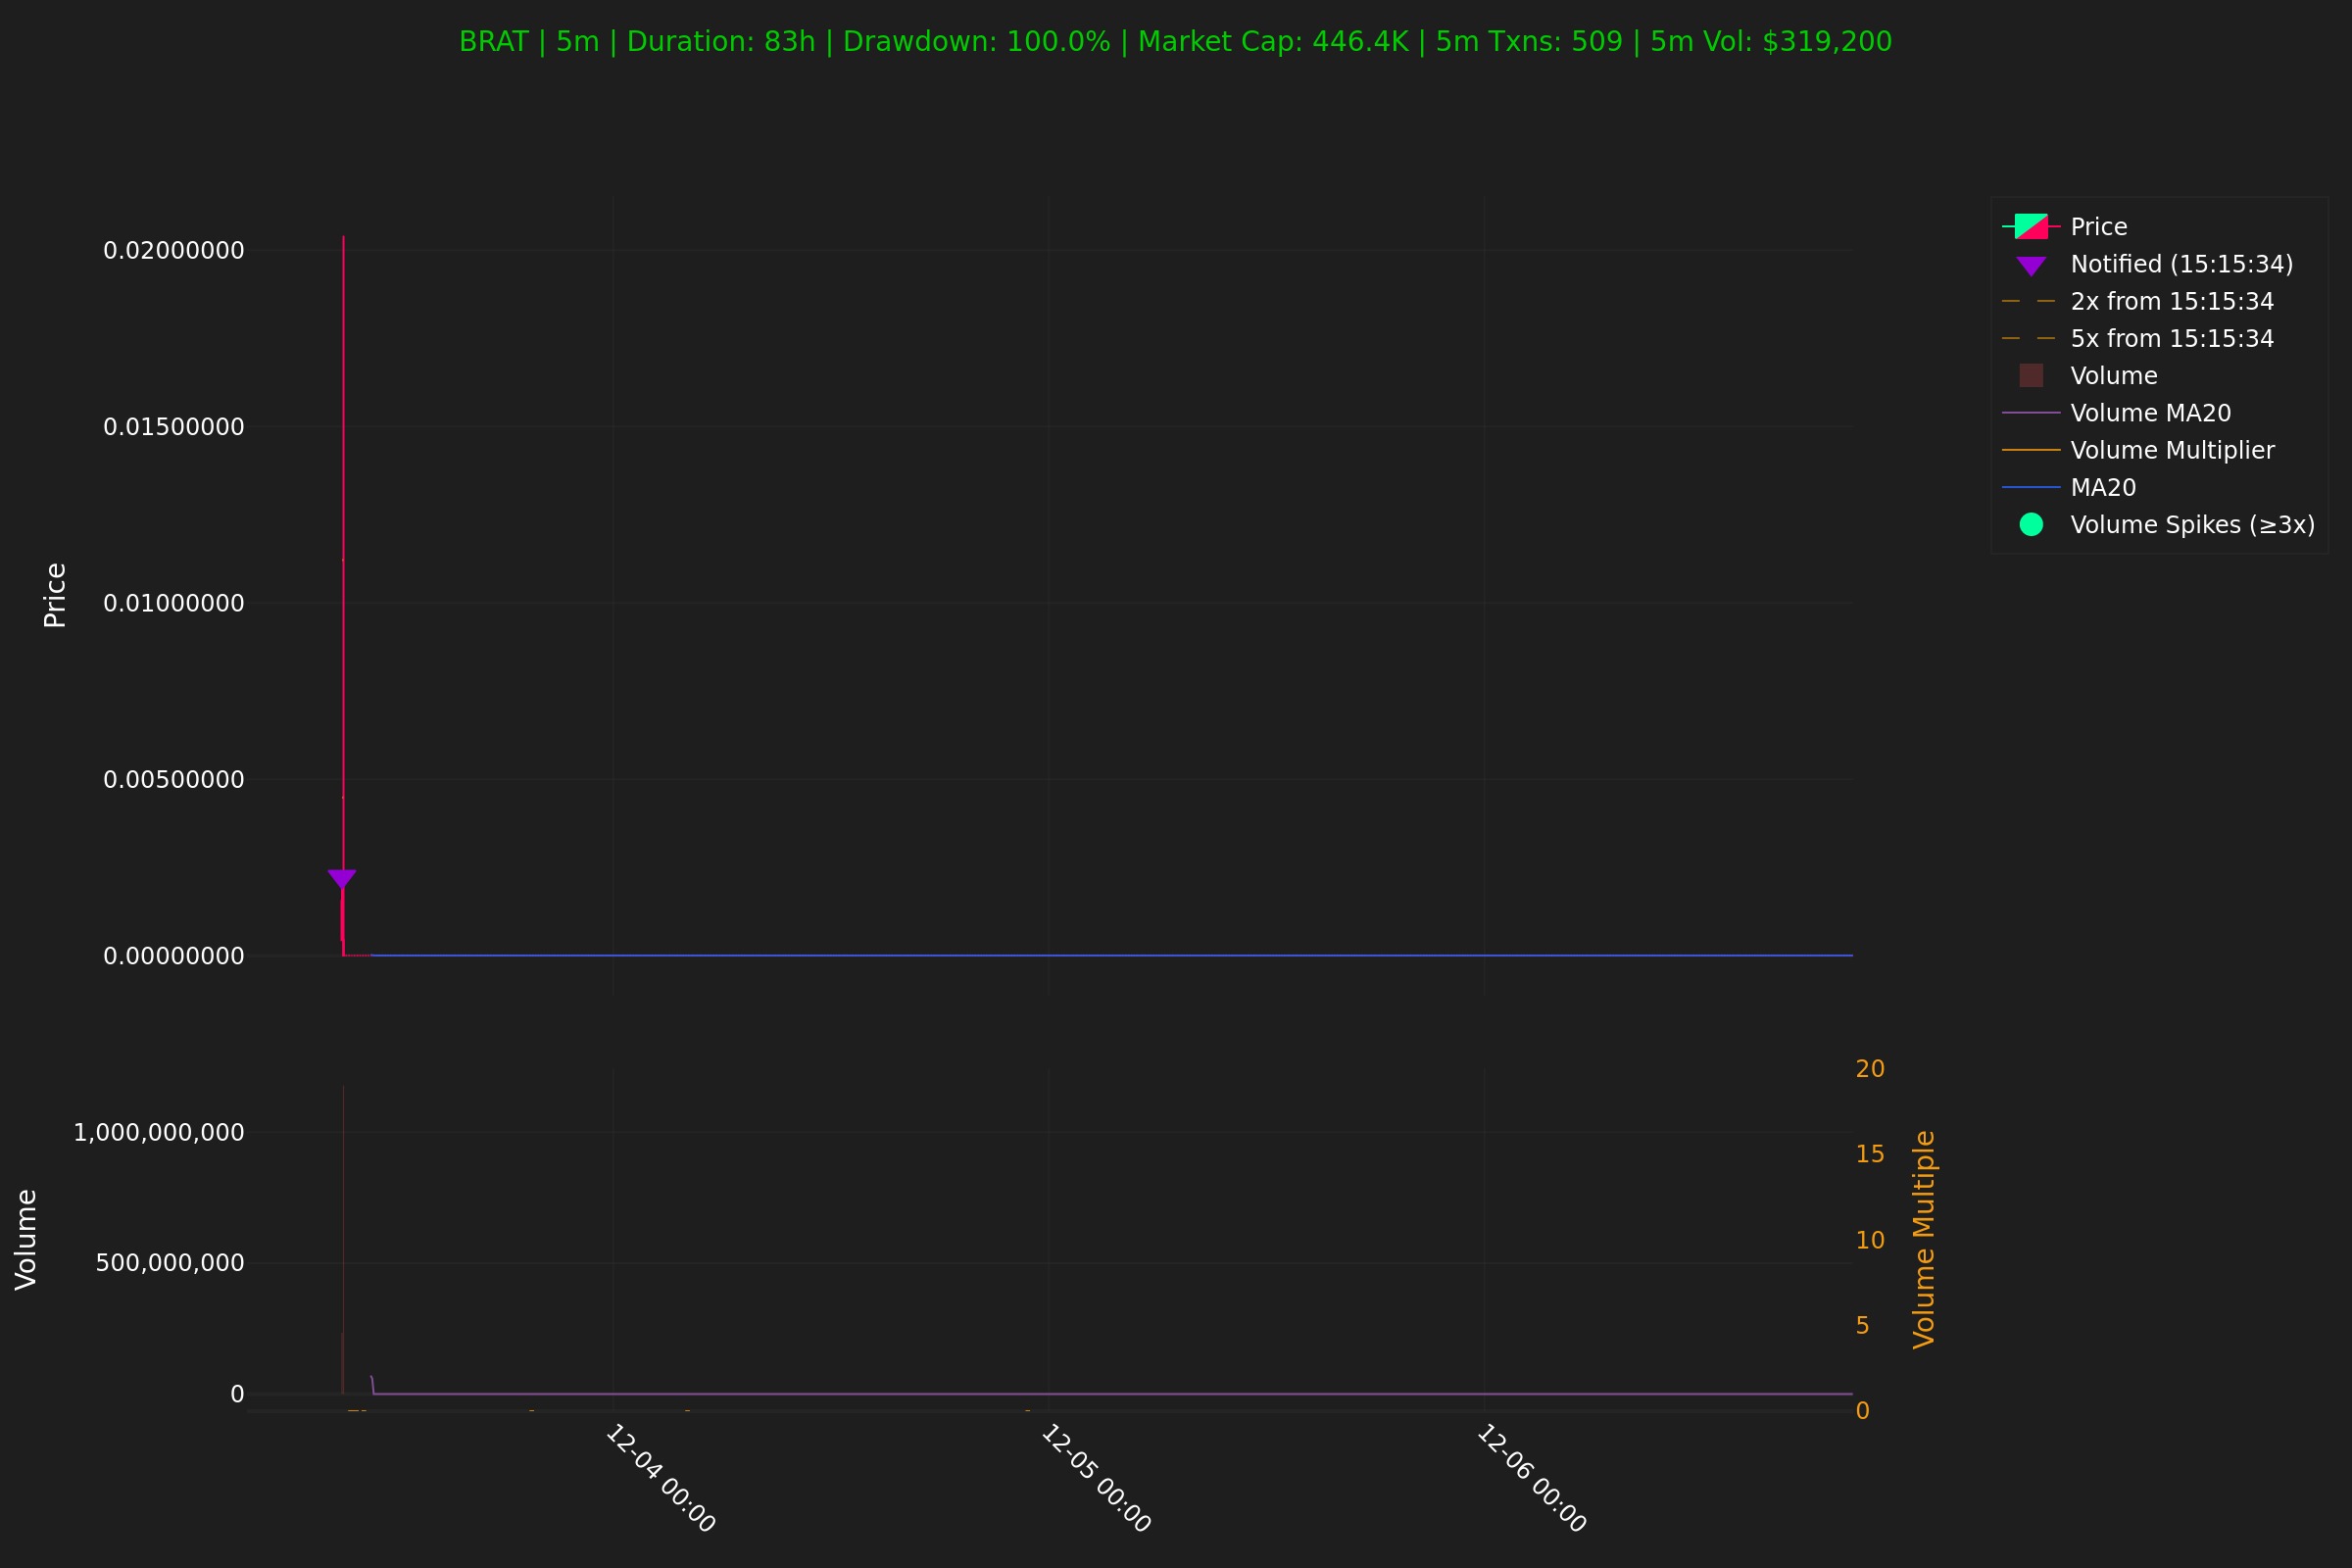 BRAT | 5m | Duration: 83h | Drawdown: 100.0% | Market Cap: 446.4K | 5m Txns: 509 | 5m Vol: $319,200
Price
0.02000000
0.01500000
0.01000000
0.00500000
0.00000000
Price
Notified (15:15:34)
2x from 15:15:34
5x from 15:15:34
Volume
Volume MA20
Volume Multiplier
MA20
Volume Spikes (≥3x)
Volume
1,000,000,000
500,000,000
0
20
15
10
5
0
Volume Multiple
12-04 00:00
12-05 00:00
12-06 00:00